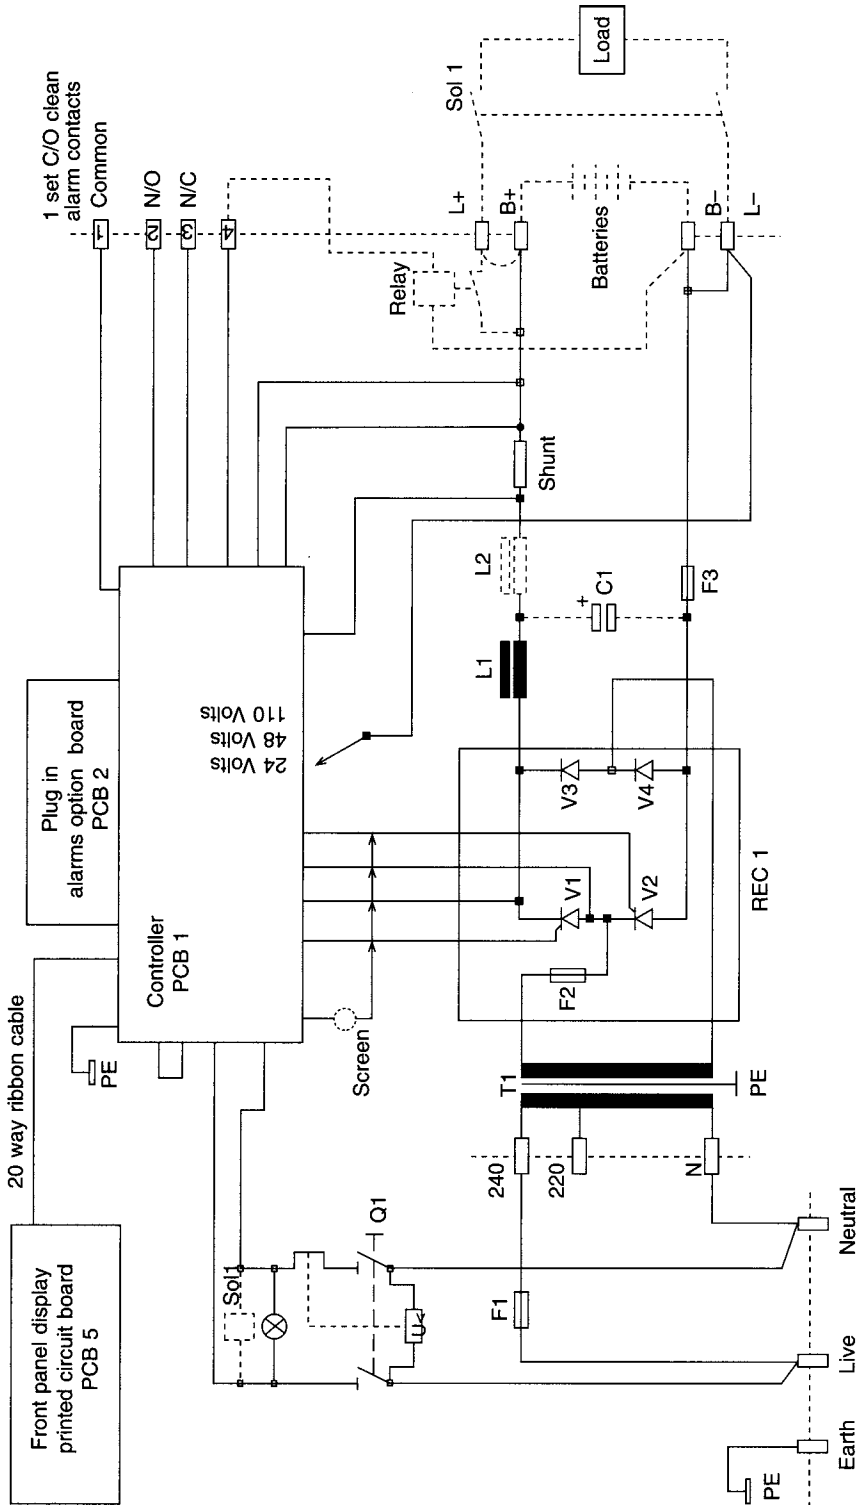 Front panel display
printed circuit board
PCB 5
20 way ribbon cable
PE
Plug in
alarms option board
PCB 2
Controller
PCB 1
24 Volts
48 Volts
110 Volts
1 set C/O clean
alarm contacts
Common
1
2
N/O
3
N/C
4
Relay
L+
B+
Sol 1
Load
Batteries
B–
L–
Sol1
Q1
U<
Screen
Shunt
L2
L1
+
C1
F3
V3
V4
V1
V2
F2
REC 1
T1
PE
240
220
N
F1
PE
Earth
Live
Neutral